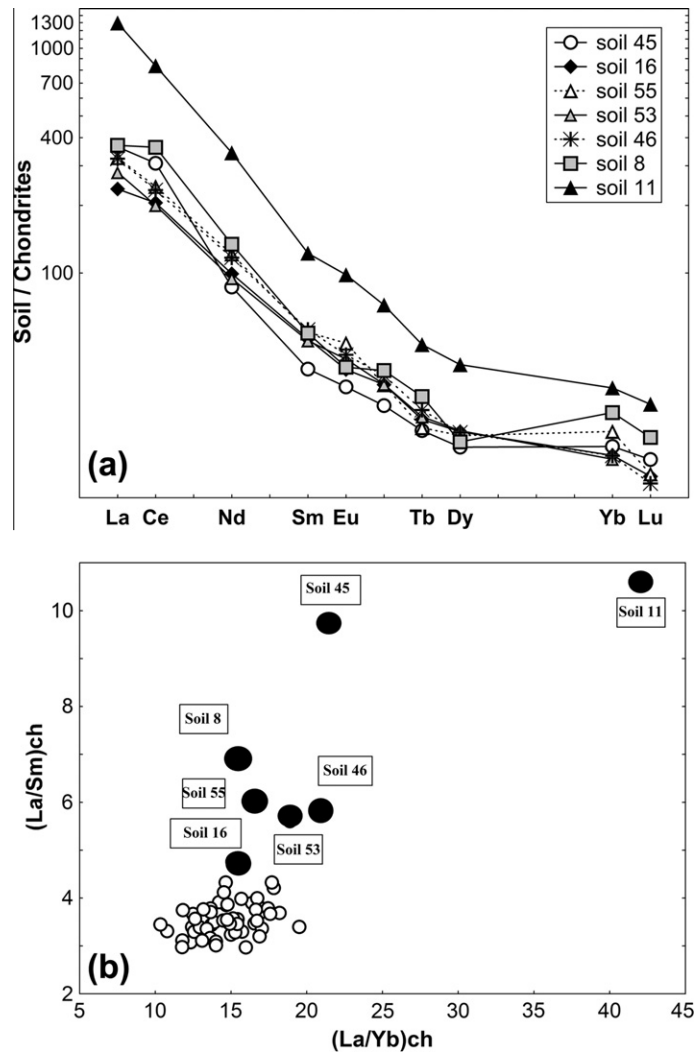 1300
1000
700
400
100
Soil / Chondrites
soil 45
soil 16
soil 55
soil 53
soil 46
soil 8
soil 11
(a)
La Ce Nd Sm Eu Tb Dy Yb Lu
10
8
6
4
2
(La/Sm)ch
Soil 45
Soil 11
Soil 8
Soil 46
Soil 55
Soil 16
Soil 53
(b)
5 10 15 20 25 30 35 40 45
(La/Yb)ch